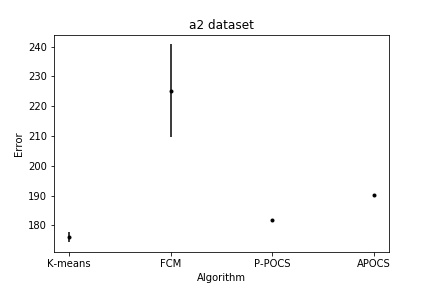 a2 dataset
240
230
220
210
200
190
180
Error
K-means FCM P-POCS APOCS
Algorithm